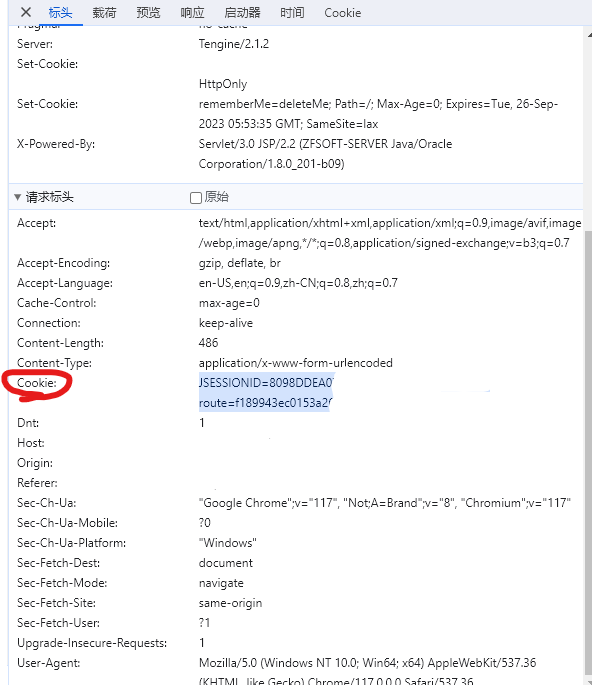 标头 载荷 预览 响应 启动器 时间 Cookie
Server: Tengine/2.1.2
Set-Cookie:
HttpOnly
Set-Cookie: rememberMe=deleteMe; Path=/; Max-Age=0; Expires=Tue, 26-Sep-
2023 05:53:35 GMT; SameSite=lax
X-Powered-By: Servlet/3.0 JSP/2.2 (ZFSOFT-SERVER Java/Oracle
Corporation/1.8.0_201-b09)
请求标头 原始
Accept: text/html,application/xhtml+xml,application/xml;q=0.9,image/avif,image
/webp,image/apng,*/*;q=0.8,application/signed-exchange;v=b3;q=0.7
Accept-Encoding: gzip, deflate, br
Accept-Language: en-US,en;q=0.9,zh-CN;q=0.8,zh;q=0.7
Cache-Control: max-age=0
Connection: keep-alive
Content-Length: 486
Content-Type: application/x-www-form-urlencoded
Cookie: JSESSIONID=8098DDEA0
route=f189943ec0153a2
Dnt: 1
Host:
Origin:
Referer:
Sec-Ch-Ua: "Google Chrome";v="117", "Not;A=Brand";v="8", "Chromium";v="117"
Sec-Ch-Ua-Mobile: ?0
Sec-Ch-Ua-Platform: "Windows"
Sec-Fetch-Dest: document
Sec-Fetch-Mode: navigate
Sec-Fetch-Site: same-origin
Sec-Fetch-User: ?1
Upgrade-Insecure-Requests: 1
User-Agent: Mozilla/5.0 (Windows NT 10.0; Win64; x64) AppleWebKit/537.36
(KHTML, like Gecko) Chrome/117.0.0.0 Safari/537.36